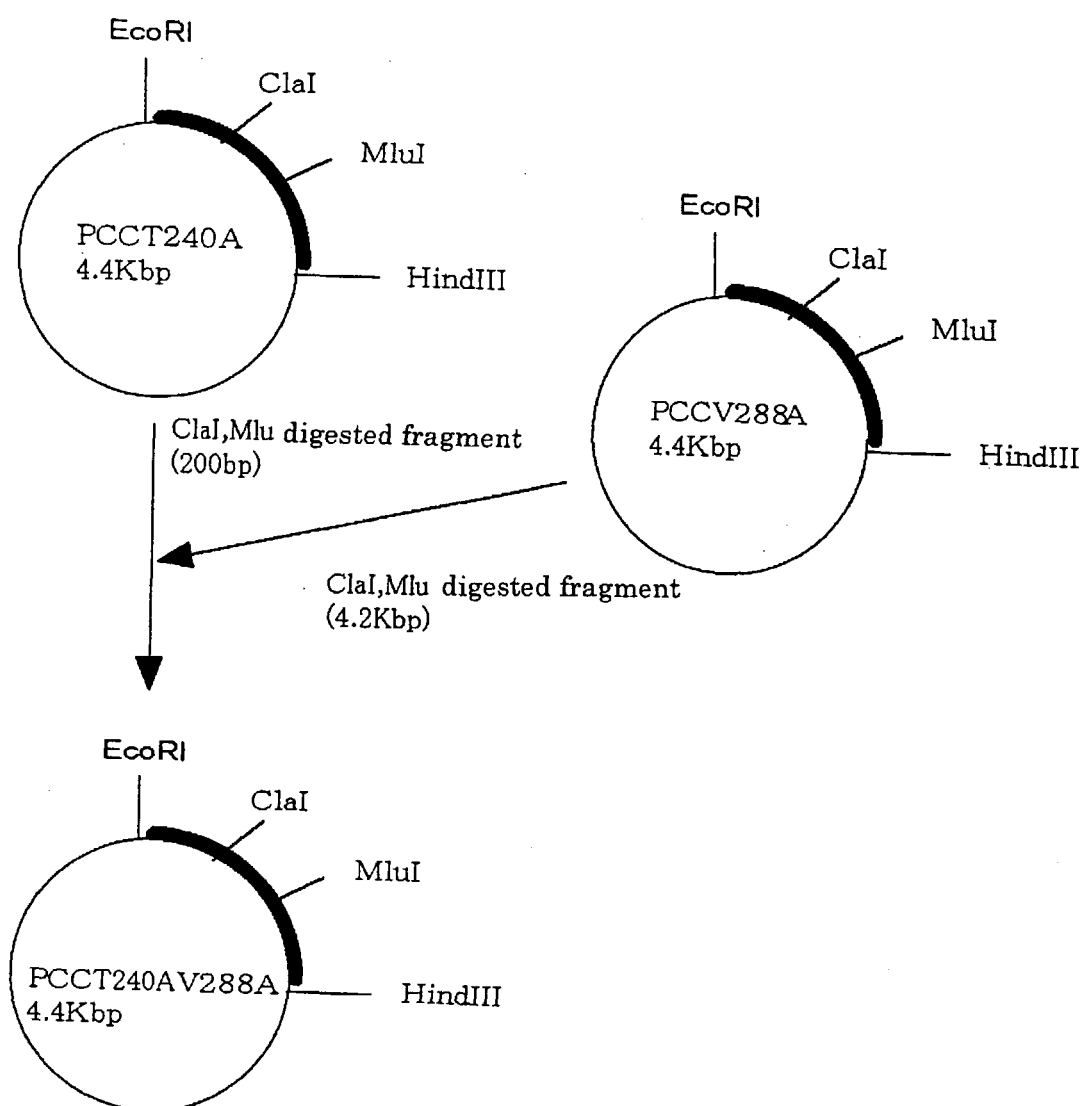 EcoRI
ClaI
MluI
PCCT240A
4.4Kbp
HindIII
EcoRI
ClaI
MluI
PCCV288A
4.4Kbp
HindIII
ClaI,Mlu digested fragment
(200bp)
ClaI,Mlu digested fragment
(4.2Kbp)
EcoRI
ClaI
MluI
PCCT240AV288A
4.4Kbp
HindIII